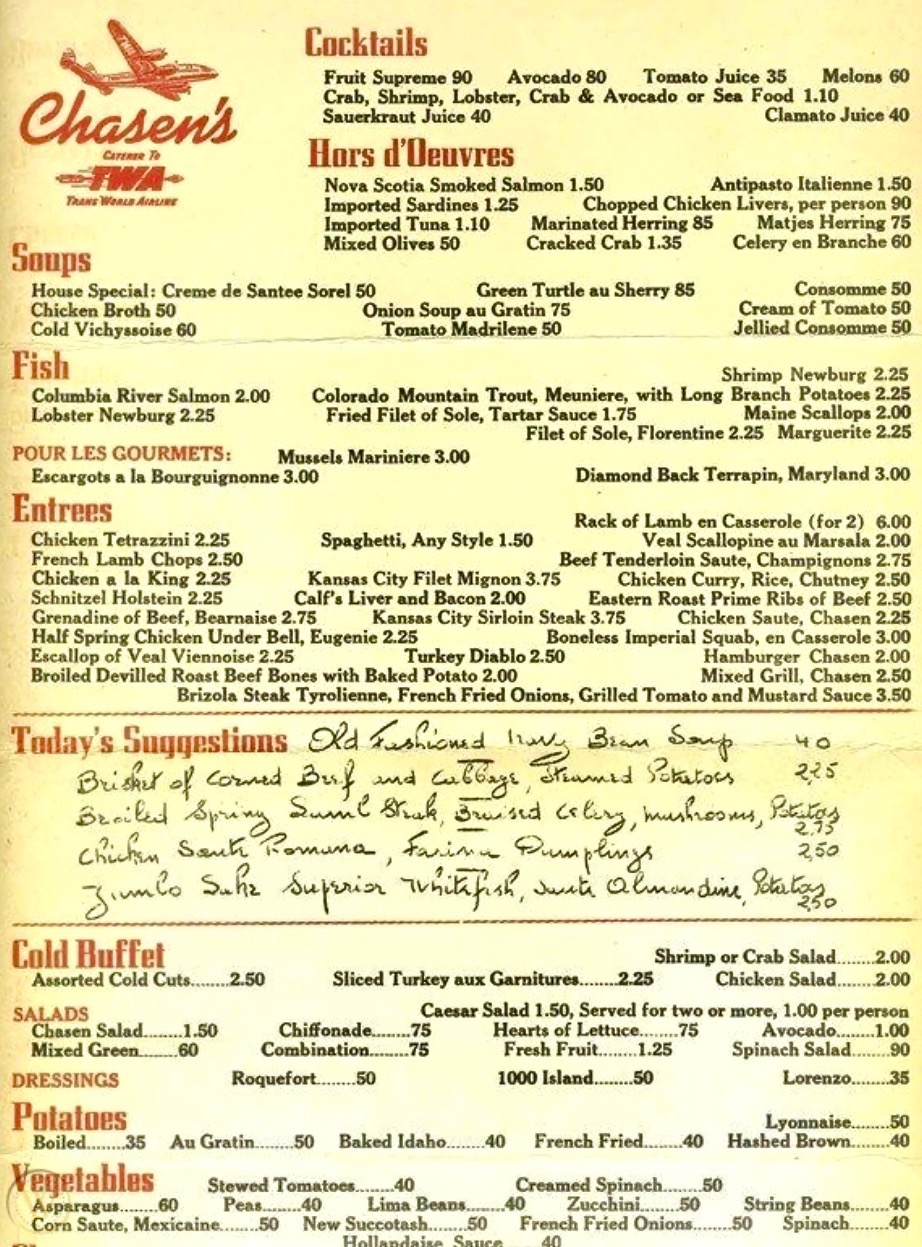 Chasen's
CATERER TO
TWA
TRANS WORLD AIRLINE
Cocktails
Fruit Supreme 90 Avocado 80 Tomato Juice 35 Melons 60
Crab, Shrimp, Lobster, Crab & Avocado or Sea Food 1.10
Sauerkraut Juice 40 Clamato Juice 40
Hors d'Oeuvres
Nova Scotia Smoked Salmon 1.50 Antipasto Italienne 1.50
Imported Sardines 1.25 Chopped Chicken Livers, per person 90
Imported Tuna 1.10 Marinated Herring 85 Matjes Herring 75
Mixed Olives 50 Cracked Crab 1.35 Celery en Branche 60
Soups
House Special: Creme de Santee Sorel 50 Green Turtle au Sherry 85 Consomme 50
Chicken Broth 50 Onion Soup au Gratin 75 Cream of Tomato 50
Cold Vichyssoise 60 Tomato Madrilene 50 Jellied Consomme 50
Fish
Shrimp Newburg 2.25
Columbia River Salmon 2.00 Colorado Mountain Trout, Meuniere, with Long Branch Potatoes 2.25
Lobster Newburg 2.25 Fried Filet of Sole, Tartar Sauce 1.75 Maine Scallops 2.00
Filet of Sole, Florentine 2.25 Marguerite 2.25
POUR LES GOURMETS: Mussels Mariniere 3.00
Escargots a la Bourguignonne 3.00 Diamond Back Terrapin, Maryland 3.00
Entrees
Rack of Lamb en Casserole (for 2) 6.00
Chicken Tetrazzini 2.25 Spaghetti, Any Style 1.50 Veal Scallopine au Marsala 2.00
French Lamb Chops 2.50 Beef Tenderloin Saute, Champignons 2.75
Chicken a la King 2.25 Kansas City Filet Mignon 3.75 Chicken Curry, Rice, Chutney 2.50
Schnitzel Holstein 2.25 Calf's Liver and Bacon 2.00 Eastern Roast Prime Ribs of Beef 2.50
Grenadine of Beef, Bearnaise 2.75 Kansas City Sirloin Steak 3.75 Chicken Saute, Chasen 2.25
Half Spring Chicken Under Bell, Eugenie 2.25 Boneless Imperial Squab, en Casserole 3.00
Escallop of Veal Viennoise 2.25 Turkey Diablo 2.50 Hamburger Chasen 2.00
Broiled Devilled Roast Beef Bones with Baked Potato 2.00 Mixed Grill, Chasen 2.50
Brizola Steak Tyrolienne, French Fried Onions, Grilled Tomato and Mustard Sauce 3.50
Today's Suggestions Old Fashioned Navy Bean Soup 40
Brisket of Corned Beef and Cabbage, Steamed Potatoes 2.25
Broiled Spring Lamb Steak, Braised Celery, Mushrooms, Potatoes
2.75
Chicken Saute Romana, Farina Dumplings 2.50
Jumbo Lake Superior Whitefish, Saute Almandine, Potatoes
2.50
Cold Buffet
Shrimp or Crab Salad........2.00
Assorted Cold Cuts........2.50 Sliced Turkey aux Garnitures........2.25 Chicken Salad........2.00
SALADS Caesar Salad 1.50, Served for two or more, 1.00 per person
Chasen Salad........1.50 Chiffonade........75 Hearts of Lettuce........75 Avocado........1.00
Mixed Green........60 Combination........75 Fresh Fruit........1.25 Spinach Salad........90
DRESSINGS Roquefort........50 1000 Island........50 Lorenzo........35
Potatoes
Lyonnaise........50
Boiled........35 Au Gratin........50 Baked Idaho........40 French Fried........40 Hashed Brown........40
Vegetables Stewed Tomatoes........40 Creamed Spinach........50
Asparagus........60 Peas........40 Lima Beans........40 Zucchini........50 String Beans........40
Corn Saute, Mexicaine........50 New Succotash........50 French Fried Onions........50 Spinach........40
Hollandaise Sauce........40